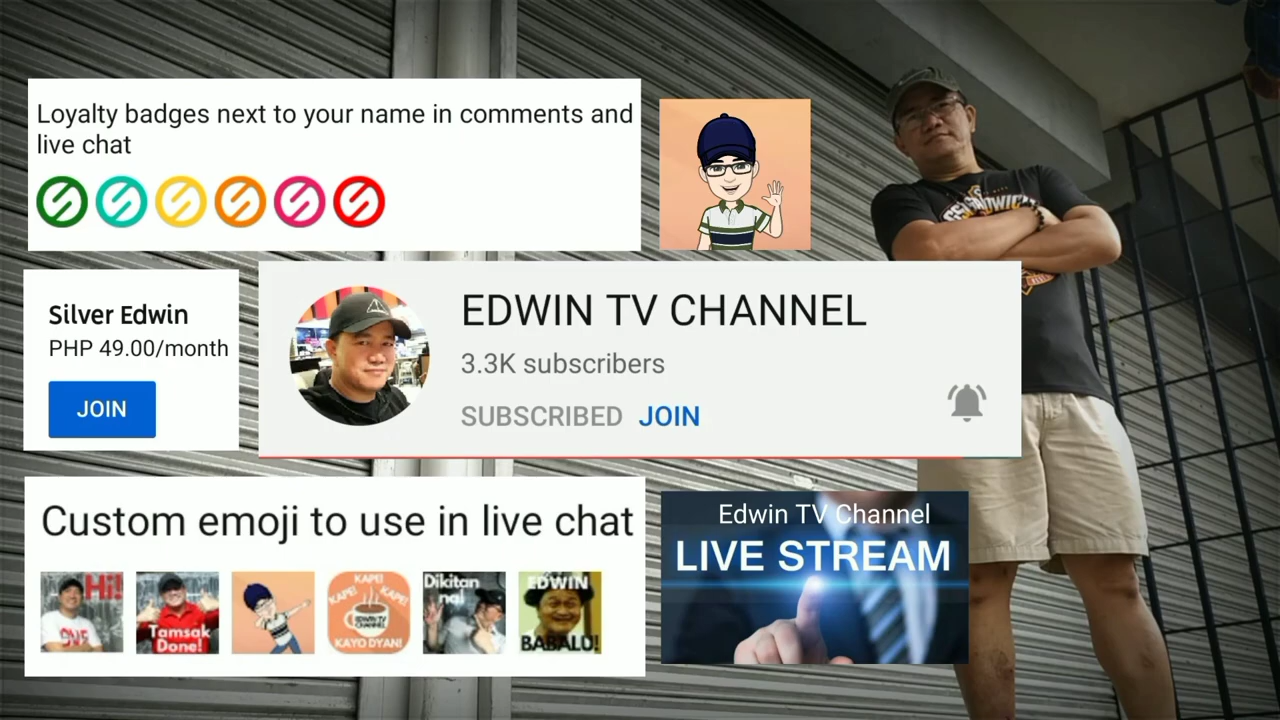 Loyalty badges next to your name in comments and
live chat
Silver Edwin
PHP 49.00/month
JOIN
EDWIN TV CHANNEL
3.3K subscribers
SUBSCRIBED JOIN
Custom emoji to use in live chat
Hi!
Tamsak
Done!
KAPE!
KAPE! KAPE!
EDWIN TV
CHANNEL
KAYO DYAN!
Dikitan
na!
EDWIN
BABALU!
Edwin TV Channel
LIVE STREAM